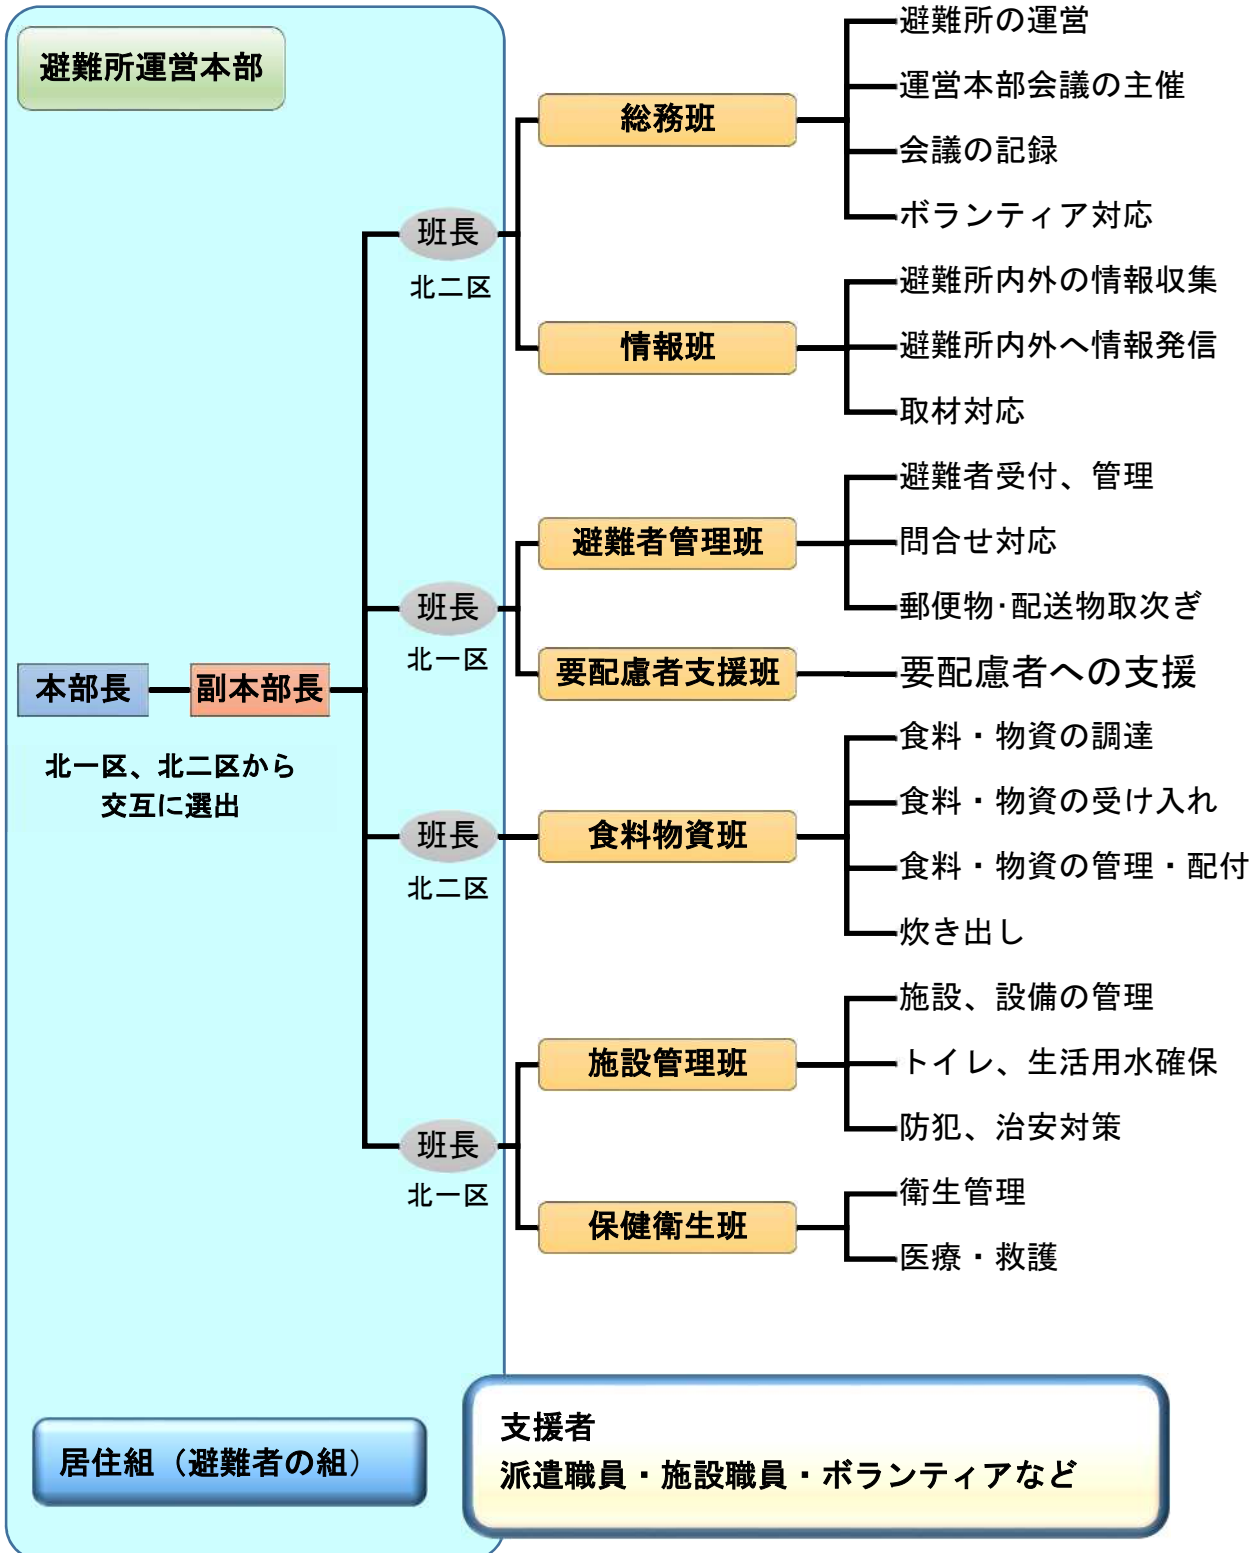 避難所運営本部
本部長
副本部長
北一区、北二区から
交互に選出
班長
北二区
総務班
避難所の運営
運営本部会議の主催
会議の記録
ボランティア対応
情報班
避難所内外の情報収集
避難所内外へ情報発信
取材対応
班長
北一区
避難者管理班
避難者受付、管理
問合せ対応
郵便物・配送物取次ぎ
要配慮者支援班
要配慮者への支援
班長
北二区
食料物資班
食料・物資の調達
食料・物資の受け入れ
食料・物資の管理・配付
炊き出し
班長
北一区
施設管理班
施設、設備の管理
トイレ、生活用水確保
防犯、治安対策
保健衛生班
衛生管理
医療・救護
居住組（避難者の組）
支援者
派遣職員・施設職員・ボランティアなど